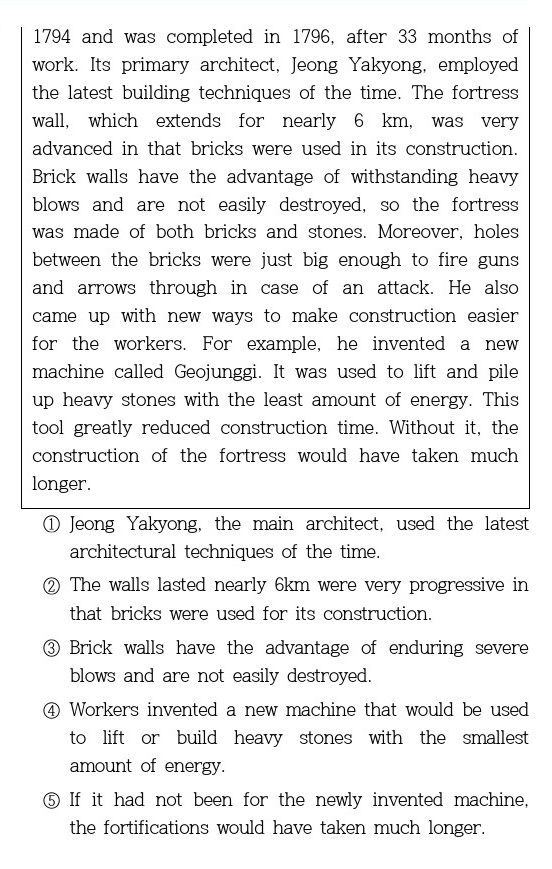 1794 and was completed in 1796, after 33 months of
work. Its primary architect, Jeong Yakyong, employed
the latest building techniques of the time. The fortress
wall, which extends for nearly 6 km, was very
advanced in that bricks were used in its construction.
Brick walls have the advantage of withstanding heavy
blows and are not easily destroyed, so the fortress
was made of both bricks and stones. Moreover, holes
between the bricks were just big enough to fire guns
and arrows through in case of an attack. He also
came up with new ways to make construction easier
for the workers. For example, he invented a new
machine called Geojunggi. It was used to lift and pile
up heavy stones with the least amount of energy. This
tool greatly reduced construction time. Without it, the
construction of the fortress would have taken much
longer.
① Jeong Yakyong, the main architect, used the latest
architectural techniques of the time.
② The walls lasted nearly 6km were very progressive in
that bricks were used for its construction.
③ Brick walls have the advantage of enduring severe
blows and are not easily destroyed.
④ Workers invented a new machine that would be used
to lift or build heavy stones with the smallest
amount of energy.
⑤ If it had not been for the newly invented machine,
the fortifications would have taken much longer.